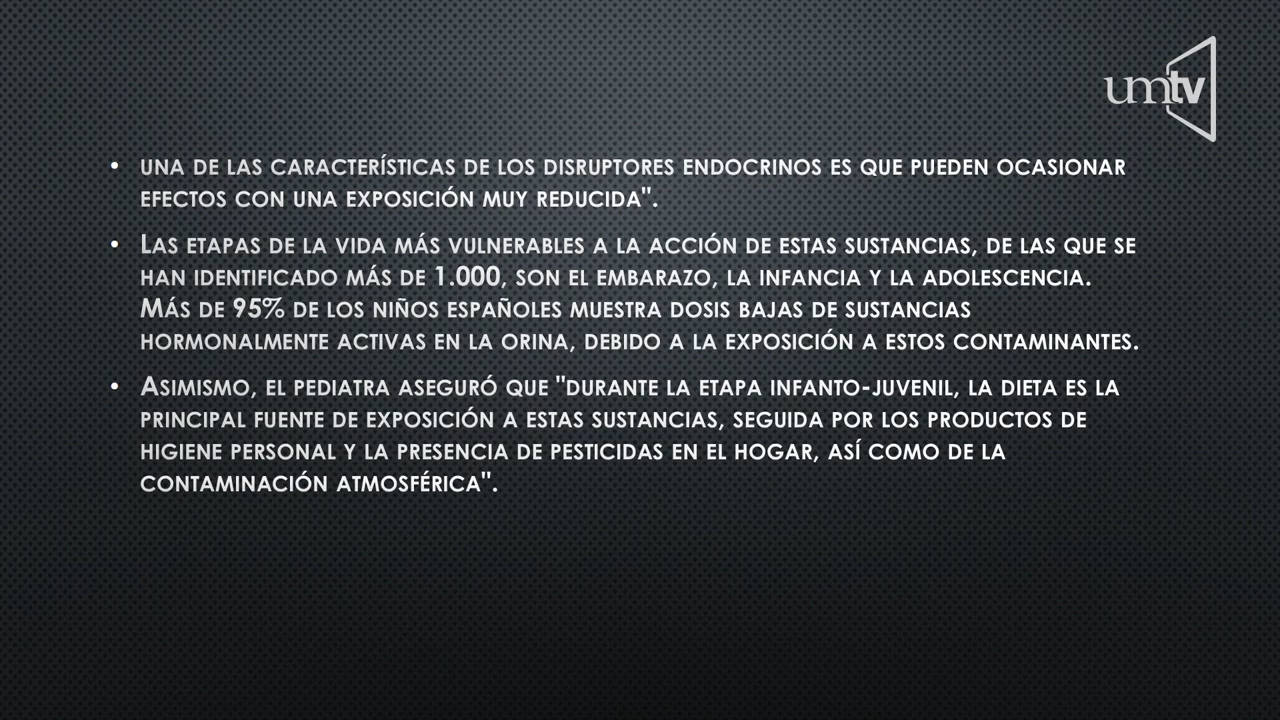 umtv
• UNA DE LAS CARACTERÍSTICAS DE LOS DISRUPTORES ENDOCRINOS ES QUE PUEDEN OCASIONAR
EFECTOS CON UNA EXPOSICIÓN MUY REDUCIDA".
• LAS ETAPAS DE LA VIDA MÁS VULNERABLES A LA ACCIÓN DE ESTAS SUSTANCIAS, DE LAS QUE SE
HAN IDENTIFICADO MÁS DE 1.000, SON EL EMBARAZO, LA INFANCIA Y LA ADOLESCENCIA.
MÁS DE 95% DE LOS NIÑOS ESPAÑOLES MUESTRA DOSIS BAJAS DE SUSTANCIAS
HORMONALMENTE ACTIVAS EN LA ORINA, DEBIDO A LA EXPOSICIÓN A ESTOS CONTAMINANTES.
• ASIMISMO, EL PEDIATRA ASEGURÓ QUE "DURANTE LA ETAPA INFANTO-JUVENIL, LA DIETA ES LA
PRINCIPAL FUENTE DE EXPOSICIÓN A ESTAS SUSTANCIAS, SEGUIDA POR LOS PRODUCTOS DE
HIGIENE PERSONAL Y LA PRESENCIA DE PESTICIDAS EN EL HOGAR, ASÍ COMO DE LA
CONTAMINACIÓN ATMOSFÉRICA".